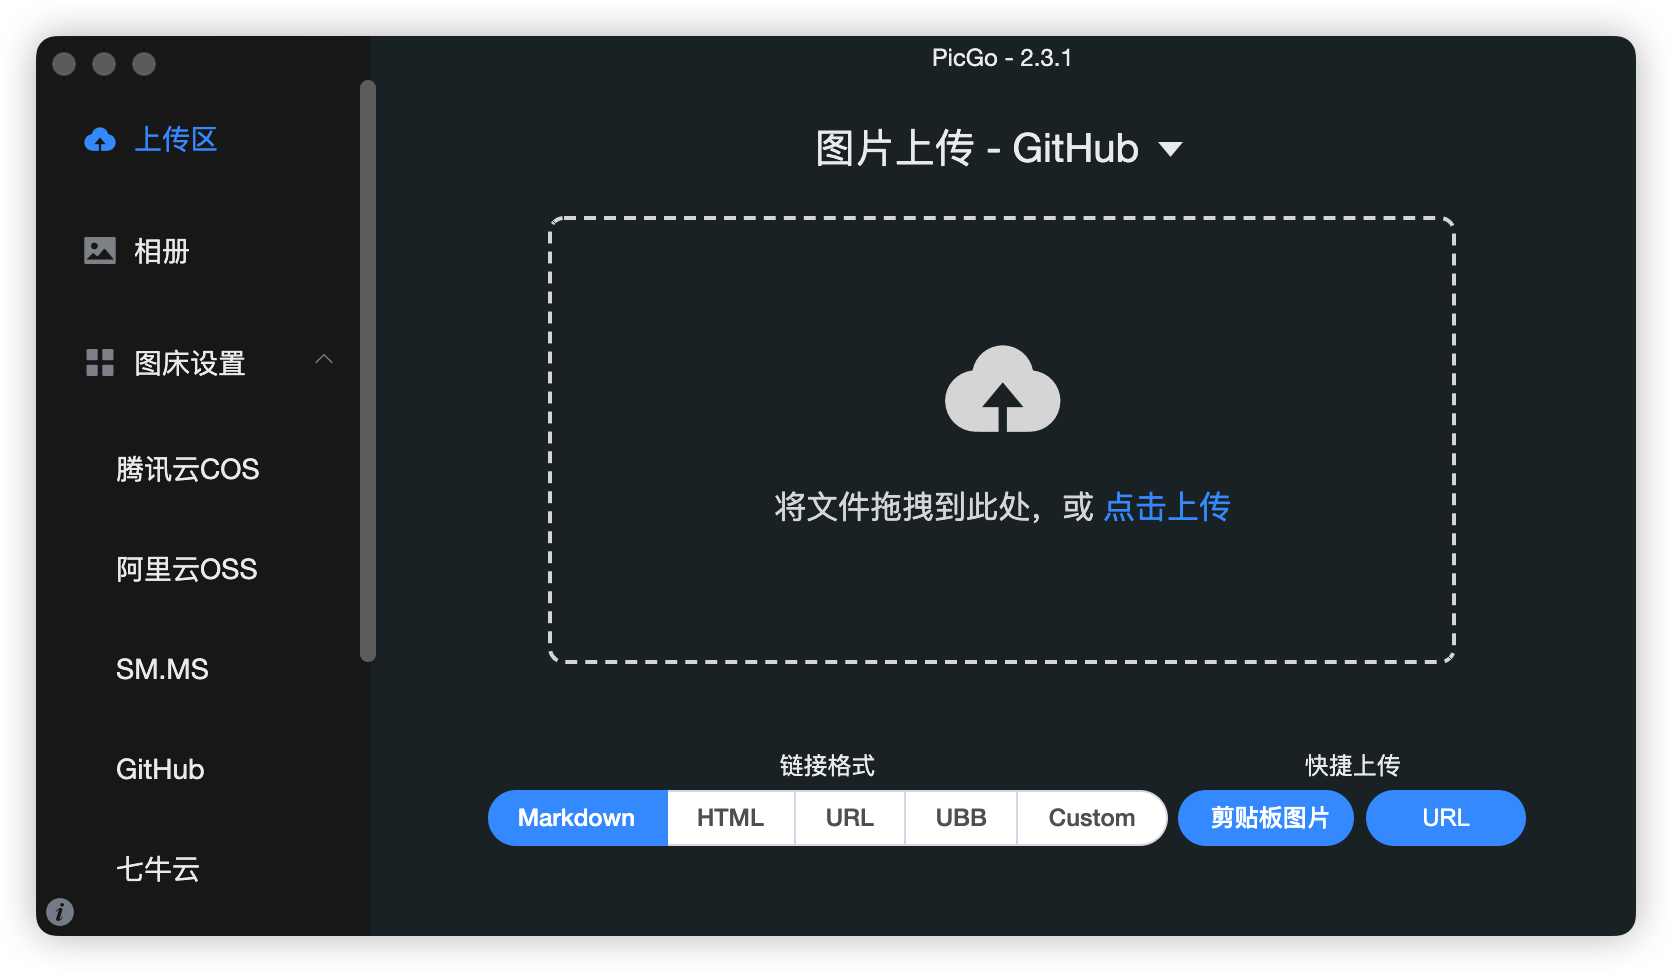 PicGo - 2.3.1
上传区
相册
图床设置
腾讯云COS
阿里云OSS
SM.MS
GitHub
七牛云
图片上传 - GitHub
将文件拖拽到此处，或 点击上传
链接格式
Markdown HTML URL UBB Custom
快捷上传
剪贴板图片 URL